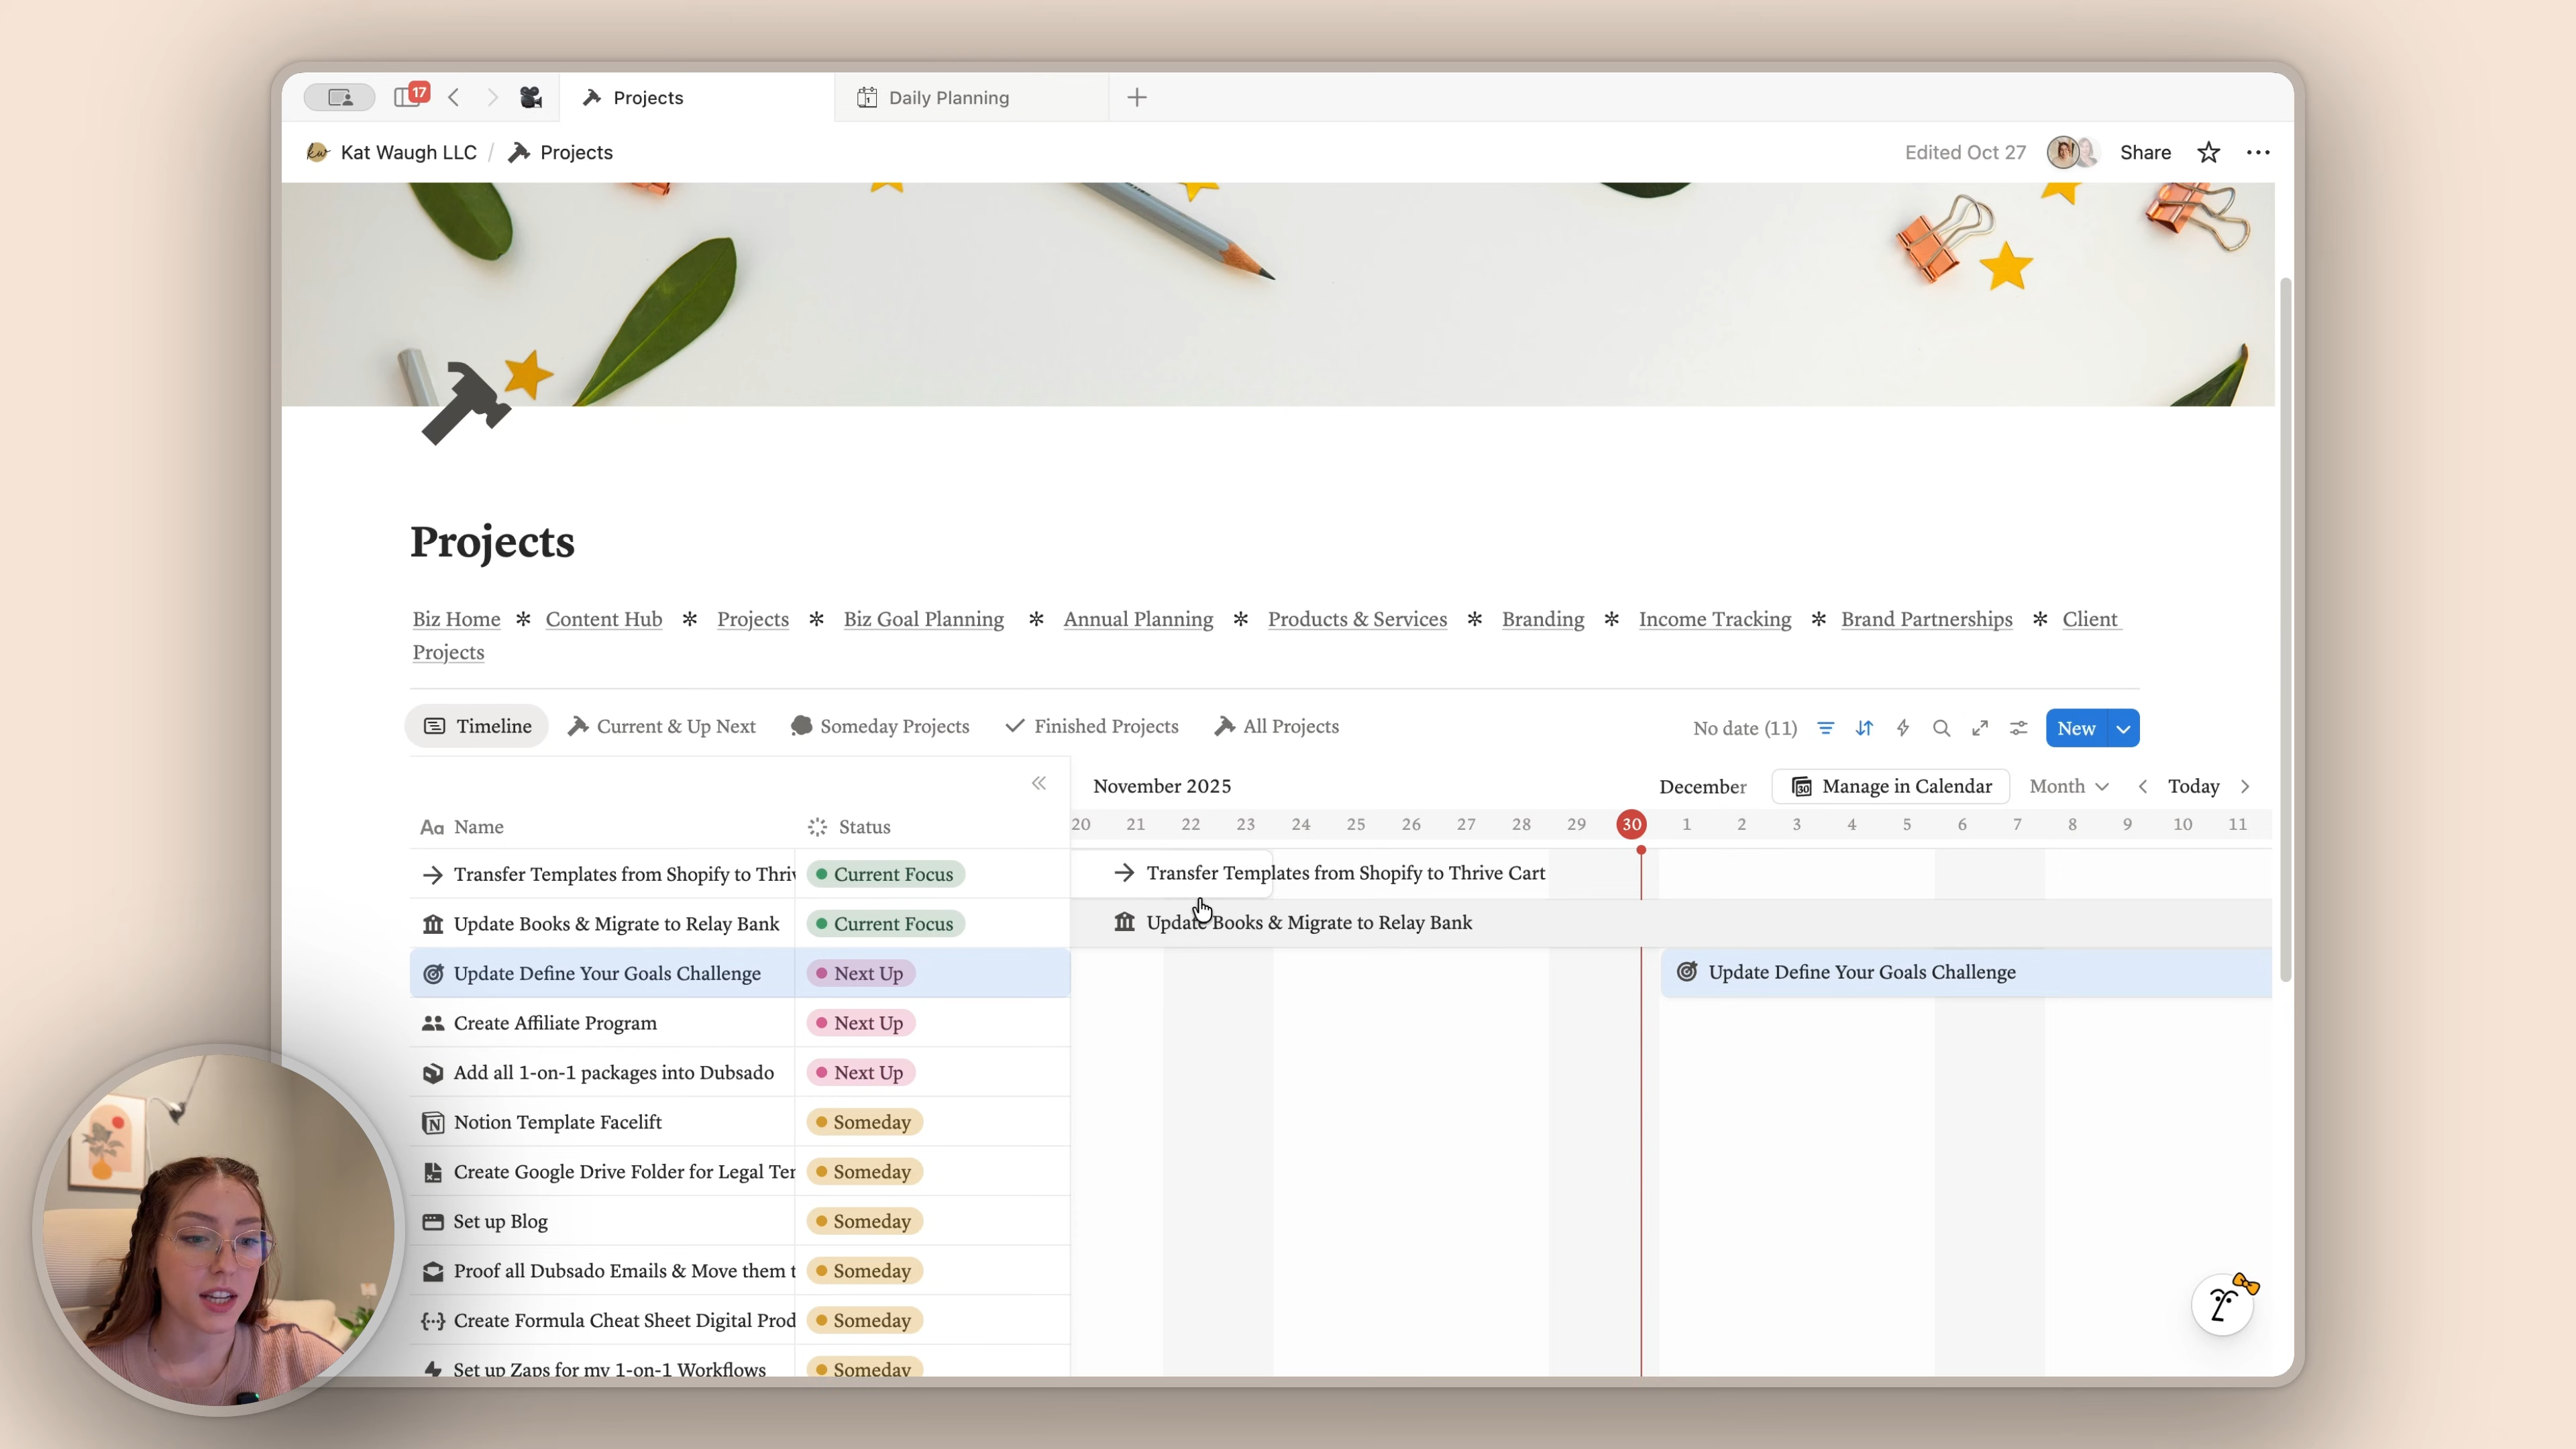 17
Projects
Daily Planning
Kat Waugh LLC / Projects
Edited Oct 27
Share
Projects
Biz Home * Content Hub * Projects * Biz Goal Planning * Annual Planning * Products & Services * Branding * Income Tracking * Brand Partnerships * Client
Projects
Timeline
Current & Up Next
Someday Projects
Finished Projects
All Projects
No date (11)
New
November 2025
December
30
Manage in Calendar
Month
Today
Aa Name
Status
20 21 22 23 24 25 26 27 28 29 30 1 2 3 4 5 6 7 8 9 10 11
Transfer Templates from Shopify to Thriv
Current Focus
Transfer Templates from Shopify to Thrive Cart
Update Books & Migrate to Relay Bank
Current Focus
Update Books & Migrate to Relay Bank
Update Define Your Goals Challenge
Next Up
Update Define Your Goals Challenge
Create Affiliate Program
Next Up
Add all 1-on-1 packages into Dubsado
Next Up
Notion Template Facelift
Someday
Create Google Drive Folder for Legal Ter
Someday
Set up Blog
Someday
Proof all Dubsado Emails & Move them t
Someday
Create Formula Cheat Sheet Digital Prod
Someday
Set up Zaps for my 1-on-1 Workflows
Someday